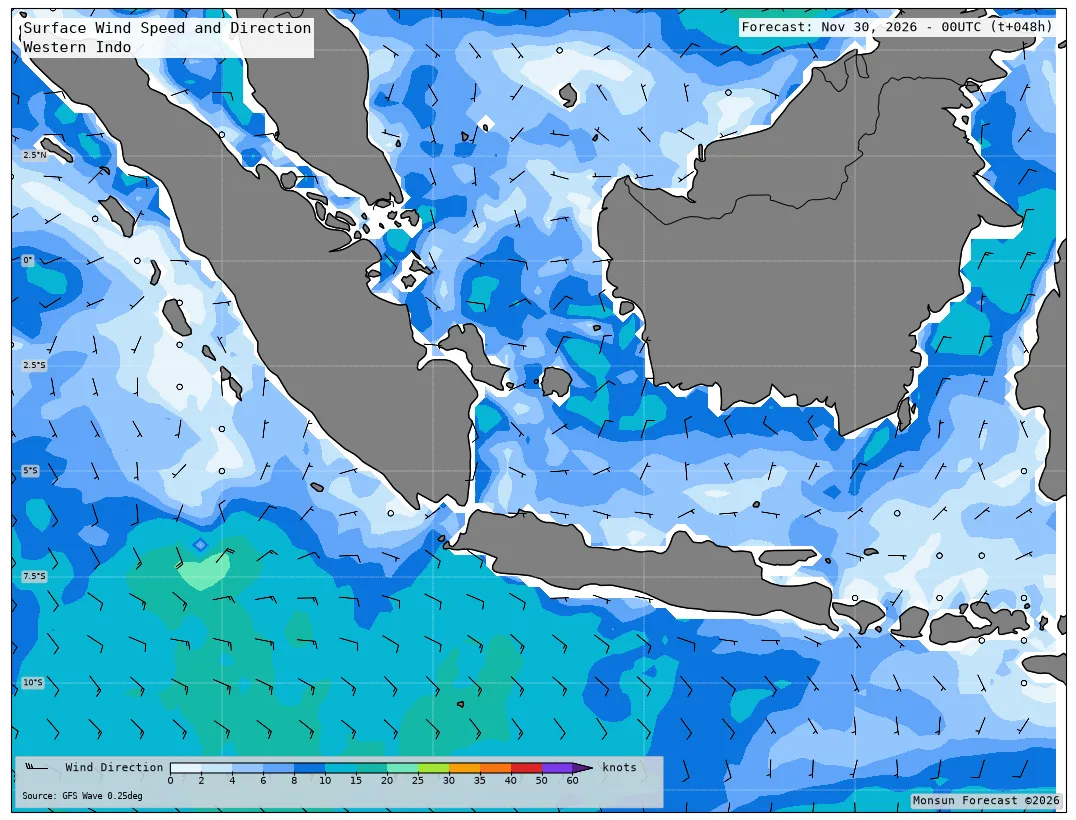 Surface Wind Speed and Direction
Western Indo
Forecast: Nov 30, 2026 - 00UTC (t+048h)
2.5°N
0°
2.5°S
5°S
7.5°S
10°S
Wind Direction
0 2 4 6 8 10 15 20 25 30 35 40 50 60
knots
Source: GFS Wave 0.25deg
Monsun Forecast ©2026